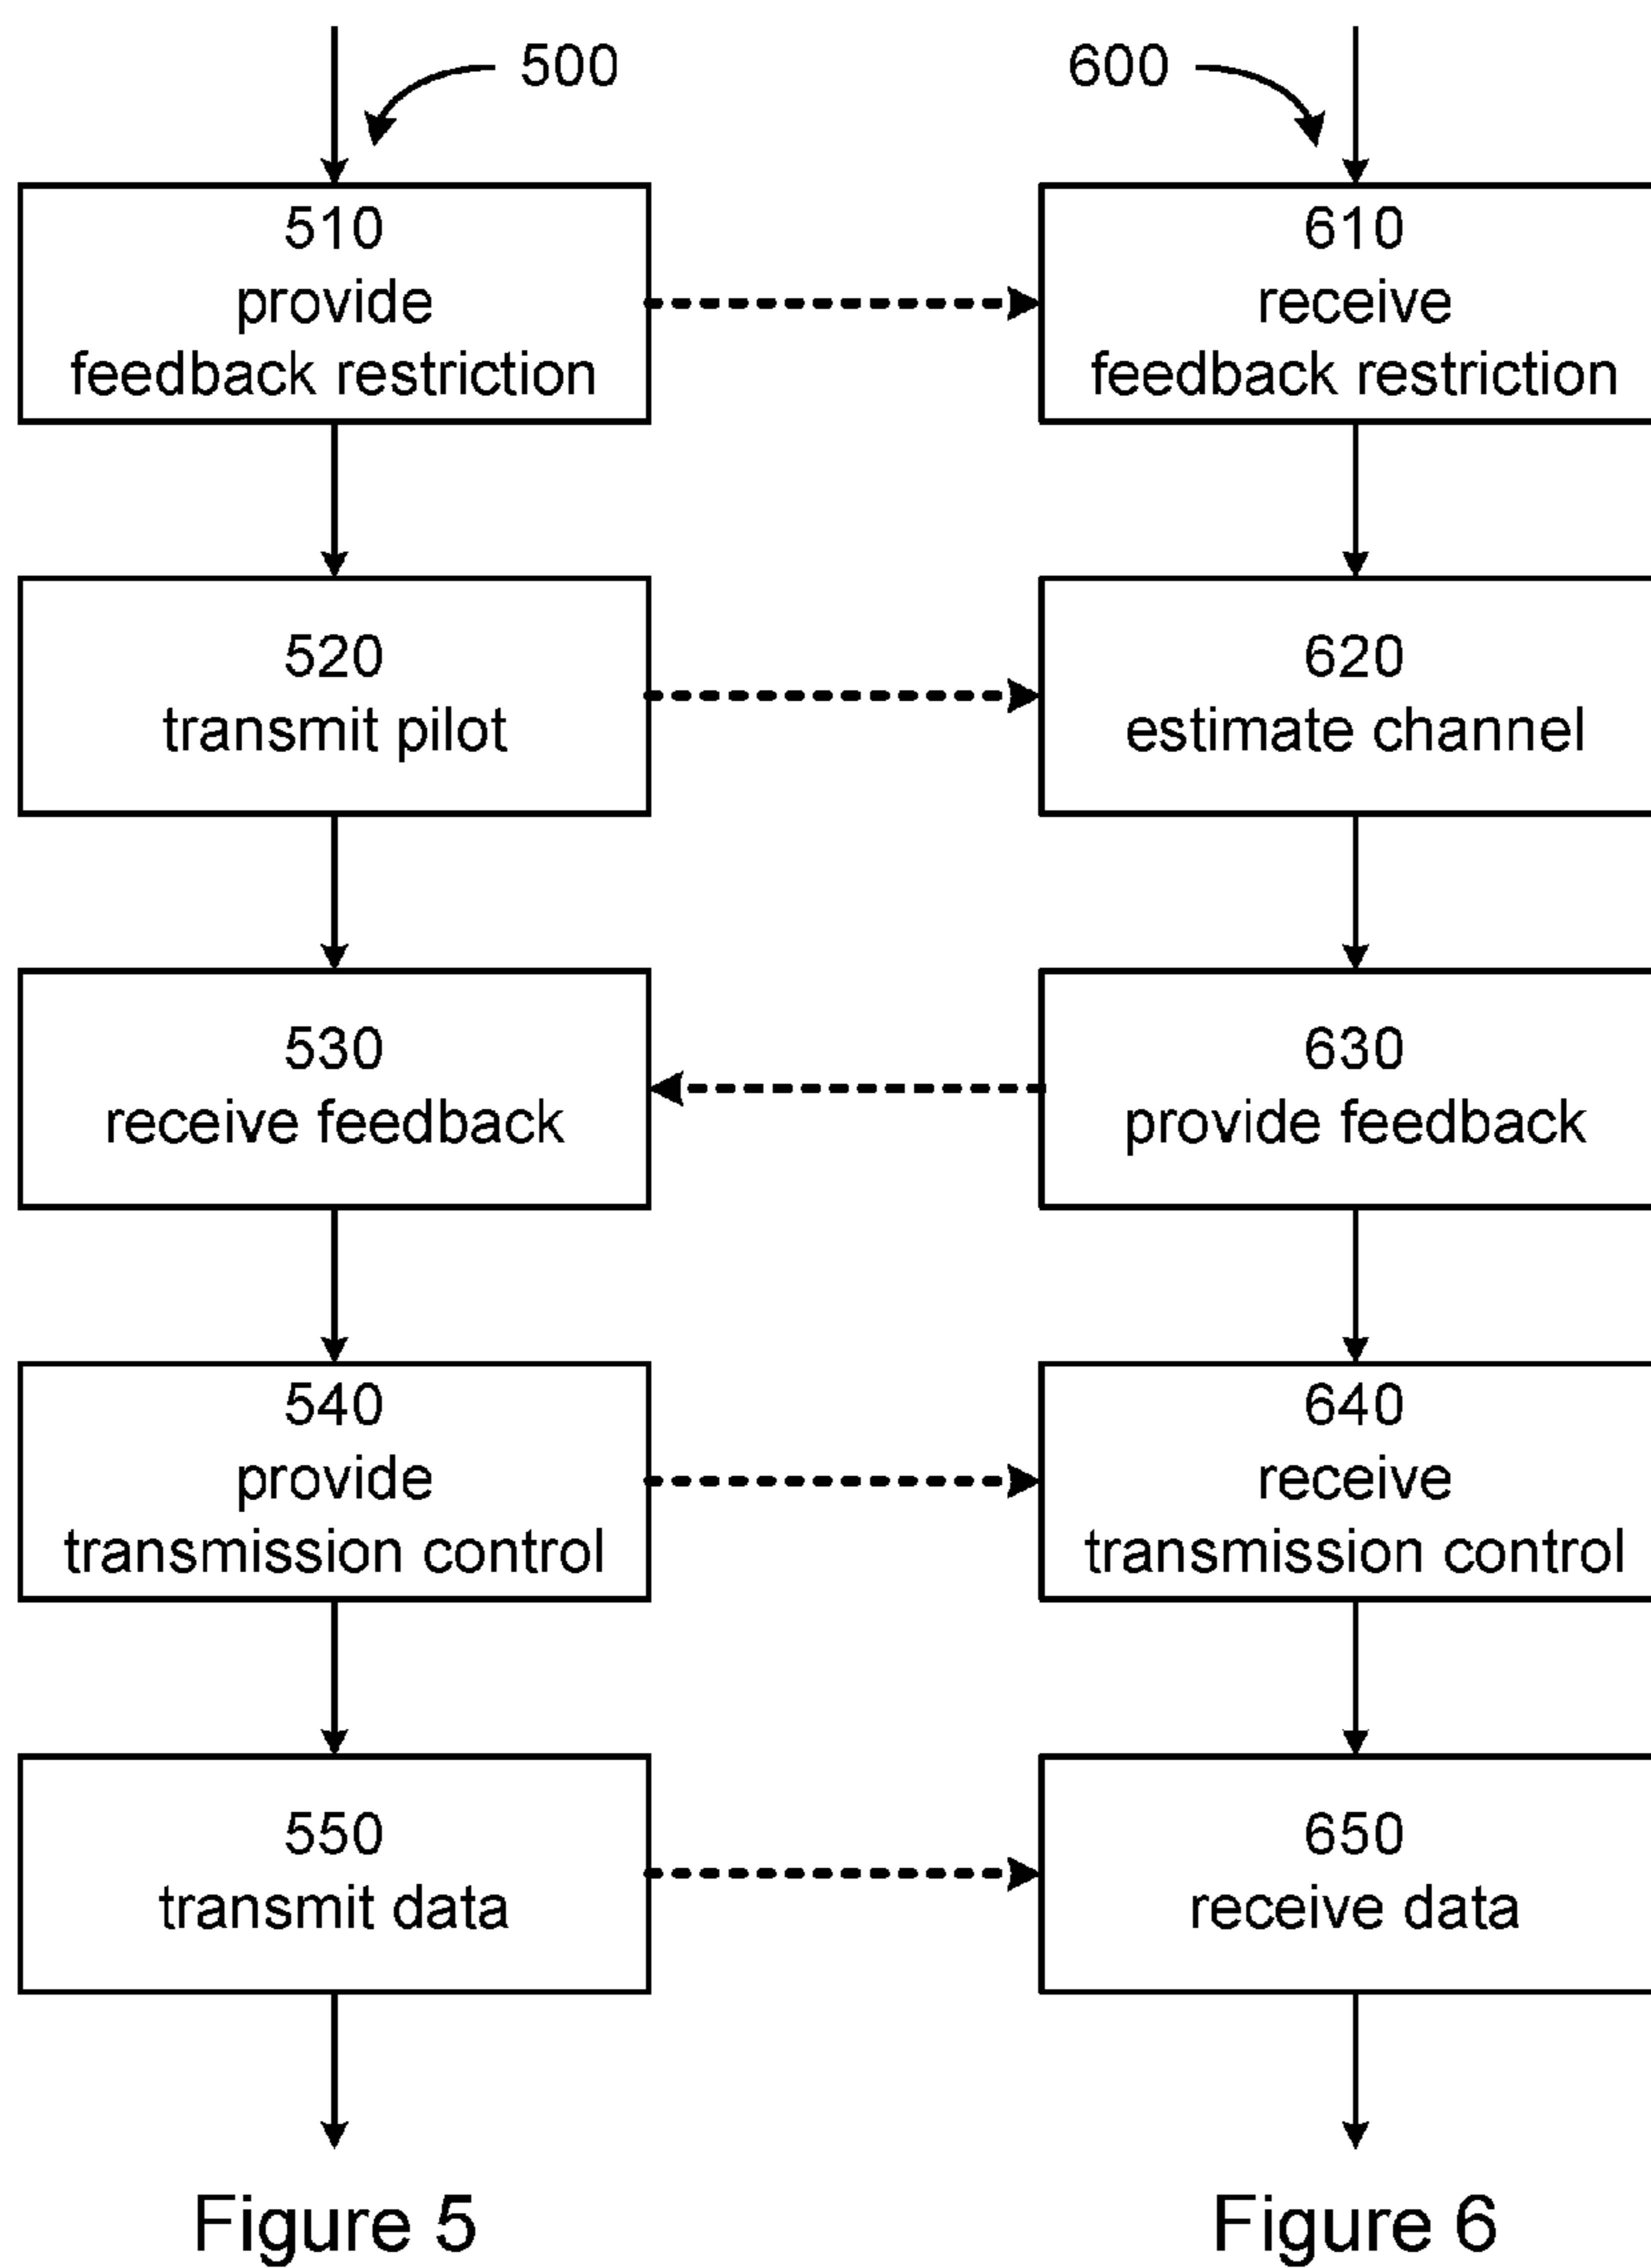 500
510
provide
feedback restriction
520
transmit pilot
530
receive feedback
540
provide
transmission control
550
transmit data
Figure 5
600
610
receive
feedback restriction
620
estimate channel
630
provide feedback
640
receive
transmission control
650
receive data
Figure 6